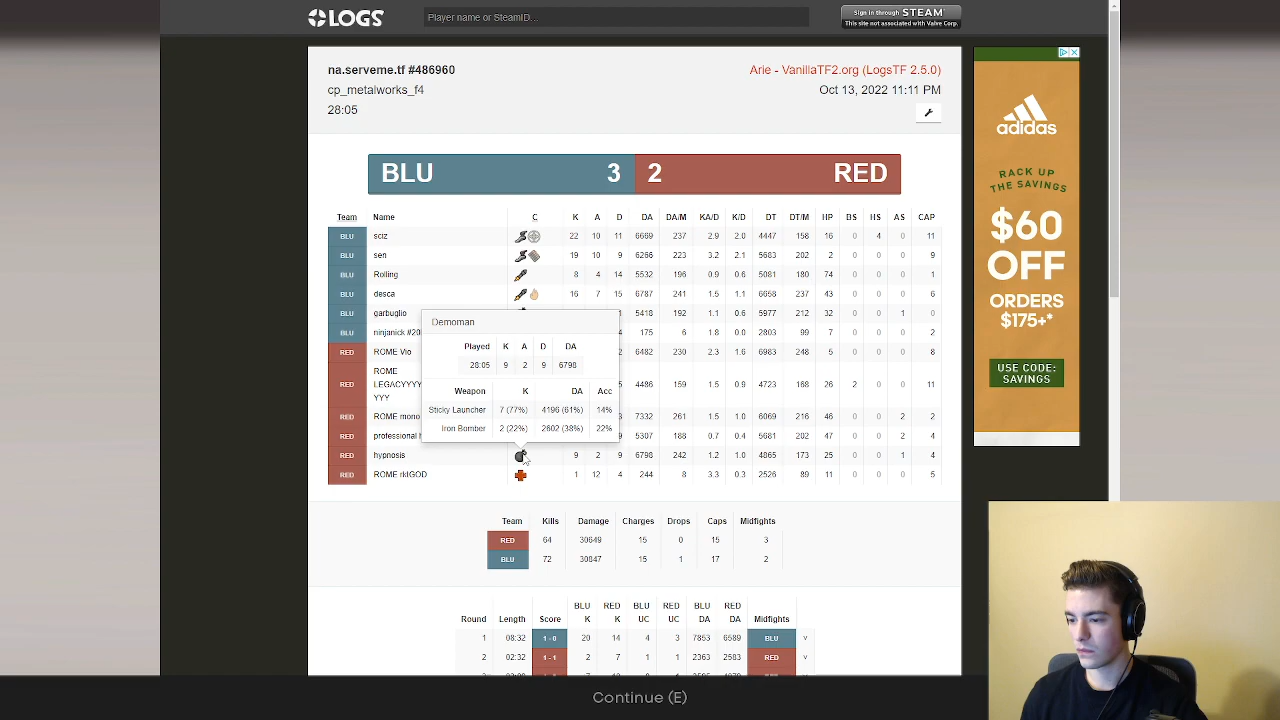 LOGS
Player name or SteamID...
Sign in through STEAM
This site not associated with Valve Corp.
na.serveme.tf #486960
Arie - VanillaTF2.org (LogsTF 2.5.0)
cp_metalworks_f4
Oct 13, 2022 11:11 PM
28:05
BLU 3 2 RED
Team Name C K A D DA DA/M KA/D K/D DT DT/M HP BS HS AS CAP
BLU sciz 22 10 11 6669 237 2.9 2.0 4447 158 16 0 4 0 11
BLU sen 19 10 9 6266 223 3.2 2.1 5683 202 2 0 0 0 9
BLU Rolling 8 4 14 5532 196 0.9 0.6 5081 180 74 0 0 0 1
BLU desca 16 7 15 6787 241 1.5 1.1 6658 237 43 0 0 0 6
BLU garbuglio 5418 192 1.1 0.6 5977 212 32 0 0 1 0
BLU ninjanick #20 4 175 6 1.8 0.0 2803 99 7 0 0 0 2
RED ROME Vio 2 6482 230 2.3 1.6 6983 248 5 0 0 0 8
RED ROME
LEGACYYYY
YYY
3 4486 159 1.5 0.9 4723 168 26 2 0 0 11
RED ROME mono 7332 261 1.5 1.0 6069 216 46 0 0 2 2
RED professional 9 5307 188 0.7 0.4 5681 202 47 0 0 2 4
RED hypnosis 9 2 9 6798 242 1.2 1.0 4865 173 25 0 0 1 4
RED ROME rklGOD 1 12 4 244 8 3.3 0.3 2526 89 11 0 0 0 5
Demoman
Played K A D DA
28:05 9 2 9 6798
Weapon K DA Acc
Sticky Launcher 7 (77%) 4196 (61%) 14%
Iron Bomber 2 (22%) 2602 (38%) 22%
Team Kills Damage Charges Drops Caps Midfights
RED 64 30649 15 0 15 3
BLU 72 30847 15 1 17 2
BLU RED BLU RED BLU RED
Round Length Score K K UC UC DA DA Midfights
1 08:32 1 - 0 20 14 4 3 7853 6589 BLU v
2 02:32 1 - 1 2 7 1 1 2363 2583 RED v
adidas
RACK UP
THE SAVINGS
$60
OFF
ORDERS
$175+*
USE CODE:
SAVINGS
Continue (E)